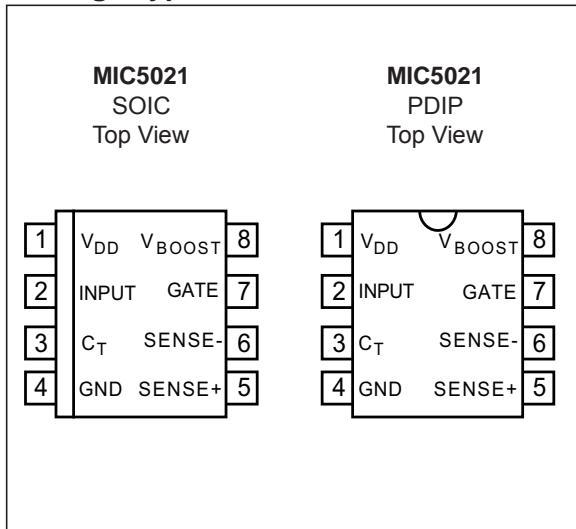 MIC5021
SOIC
Top View
1 VDD VBOOST 8
2 INPUT GATE 7
3 CT SENSE- 6
4 GND SENSE+ 5
MIC5021
PDIP
Top View
1 VDD VBOOST 8
2 INPUT GATE 7
3 CT SENSE- 6
4 GND SENSE+ 5